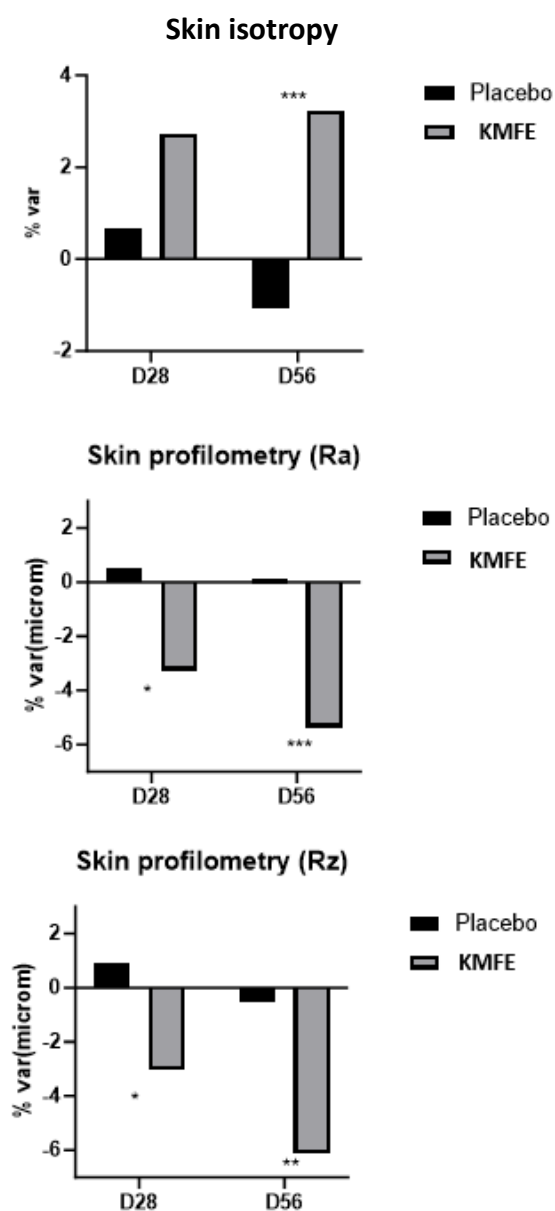 Skin isotropy
4
2
0
-2
% var
***
D28
D56
Placebo
KMFE
Skin profilometry (Ra)
2
0
-2
-4
-6
% var(microm)
*
***
D28
D56
Placebo
KMFE
Skin profilometry (Rz)
2
0
-2
-4
-6
% var(microm)
*
**
D28
D56
Placebo
KMFE